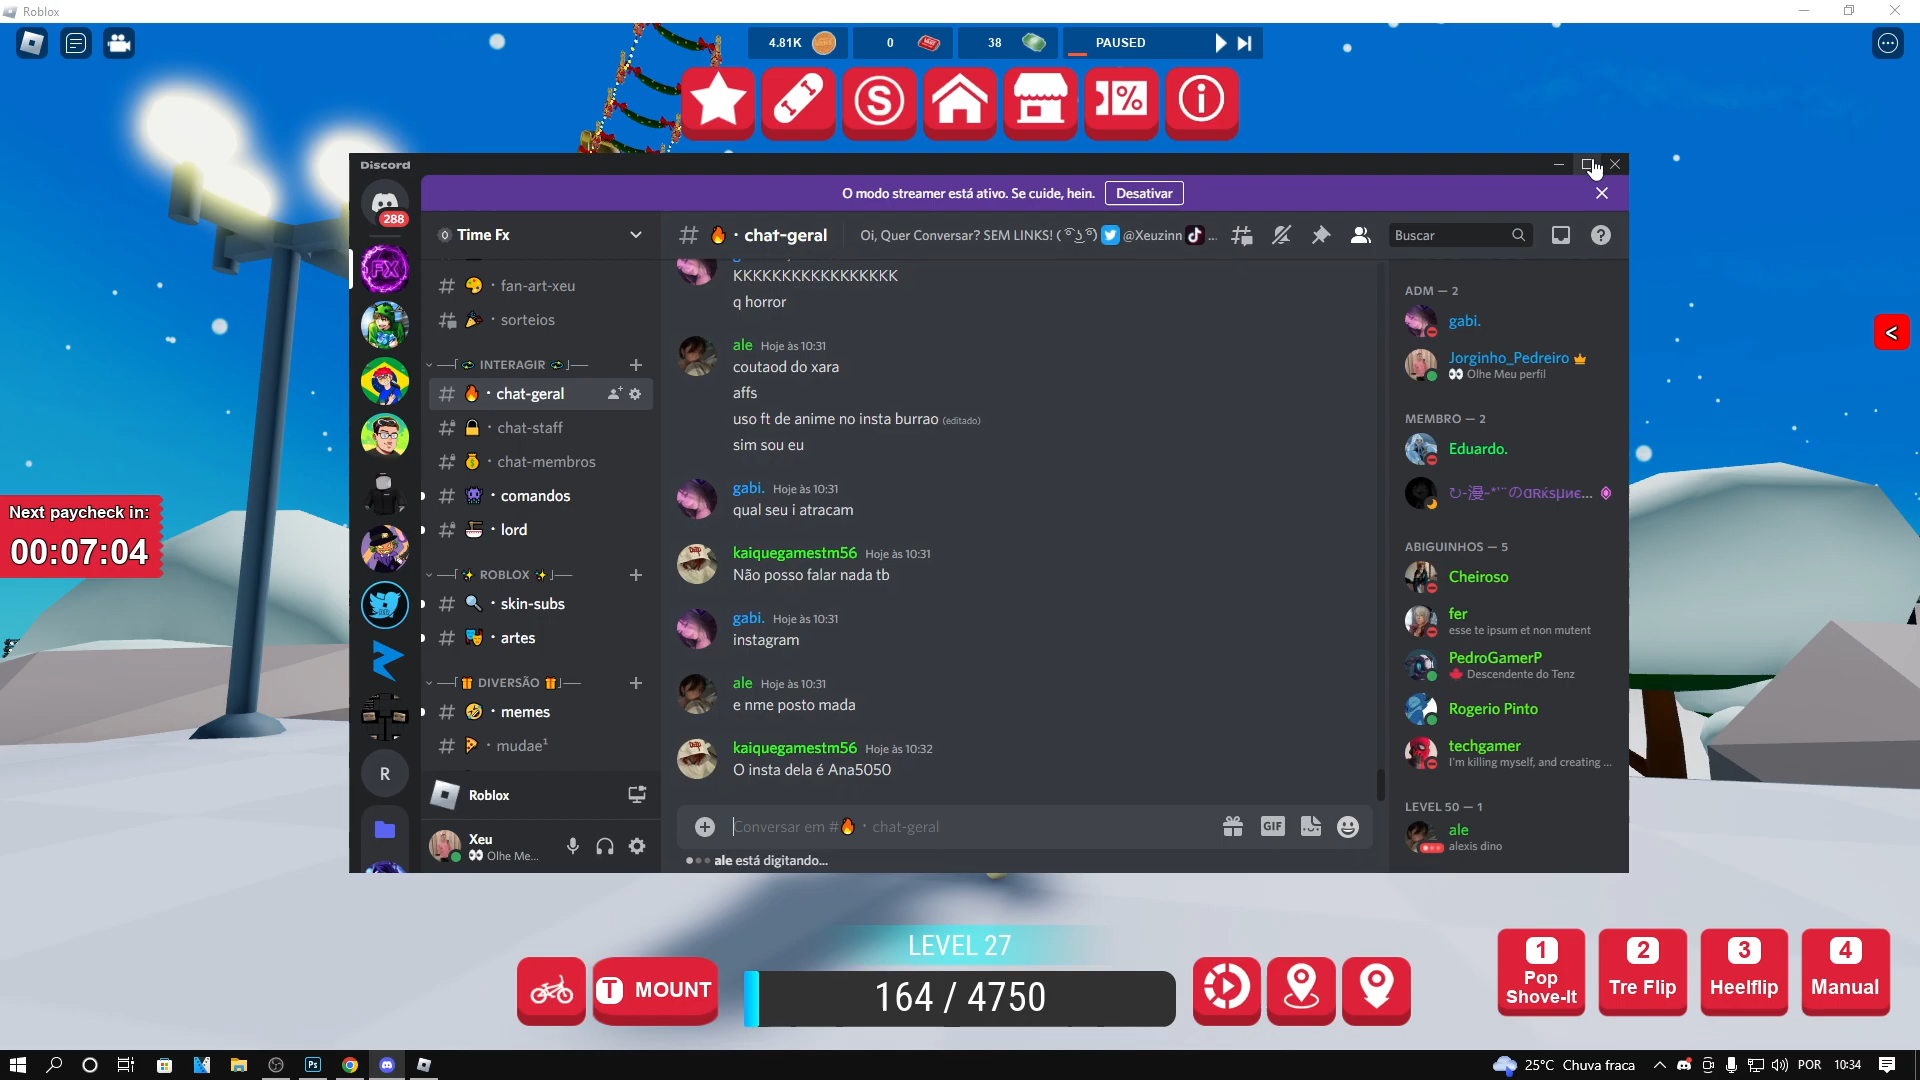 Roblox
4.81K
0
38
PAUSED
S
%
i
Discord
O modo streamer está ativo. Se cuide, hein.
Desativar
288
Time Fx
# 🔥 · chat-geral
Oi, Quer Conversar? SEM LINKS! ( ͡° ͜ʖ ͡°)
@Xeuzinn
...
Buscar
FX
# 🎨 · fan-art-xeu
# 🎉 · sorteios
INTERAGIR
# 🔥 · chat-geral
# 🔒 · chat-staff
# 💰 · chat-membros
# 👾 · comandos
# · lord
ROBLOX
# 🔍 · skin-subs
# 🎭 · artes
DIVERSÃO
# 🤣 · memes
# 🍕 · mudae¹
R
Roblox
Xeu
👀 Olhe Me...
KKKKKKKKKKKKKKKKK
q horror
ale Hoje às 10:31
coutaod do xara
affs
uso ft de anime no insta burrao (editado)
sim sou eu
gabi. Hoje às 10:31
qual seu i atracam
kaiquegamestm56 Hoje às 10:31
Não posso falar nada tb
gabi. Hoje às 10:31
instagram
ale Hoje às 10:31
e nme posto mada
kaiquegamestm56 Hoje às 10:32
O insta dela é Ana5050
Conversar em #🔥 · chat-geral
GIF
ale está digitando...
ADM — 2
gabi.
Jorginho_Pedreiro
👀 Olhe Meu perfil
MEMBRO — 2
Eduardo.
ABIGUINHOS — 5
Cheiroso
fer
esse te ipsum et non mutent
PedroGamerP
🍁 Descendente do Tenz
Rogerio Pinto
techgamer
I'm killing myself, and creating ...
LEVEL 50 — 1
ale
alexis dino
<
Next paycheck in:
00:07:04
LEVEL 27
T MOUNT
164 / 4750
1
Pop
Shove-It
2
Tre Flip
3
Heelflip
4
Manual
Ps
25°C Chuva fraca
POR
10:34